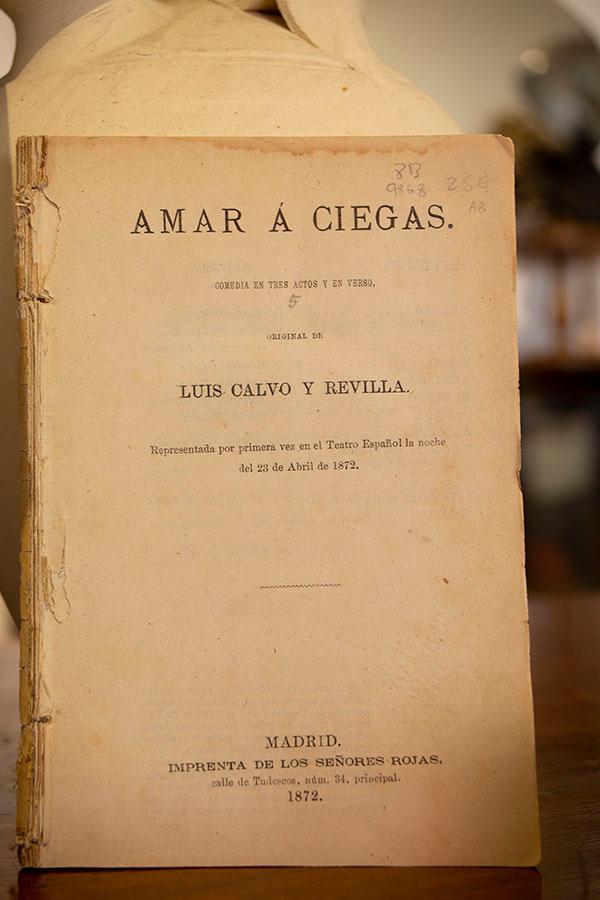 8B
9868 256
AB
AMAR Á CIEGAS.
COMEDIA EN TRES ACTOS Y EN VERSO,
5
ORIGINAL DE
LUIS CALVO Y REVILLA.
Representada por primera vez en el Teatro Español la noche
del 23 de Abril de 1872.
MADRID.
IMPRENTA DE LOS SEÑORES ROJAS,
calle de Tudescos, núm. 34, principal.
1872.